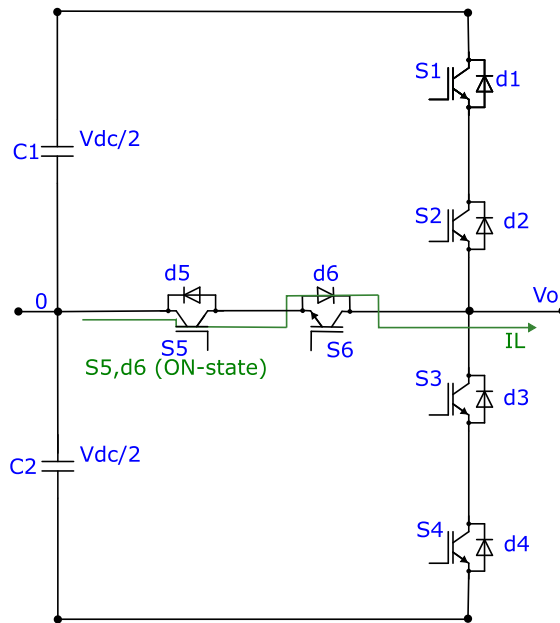 S1
d1
Vdc/2
C1
S2
d2
d5
d6
0
Vo
S5
S6
IL
S5,d6 (ON-state)
S3
d3
Vdc/2
C2
S4
d4